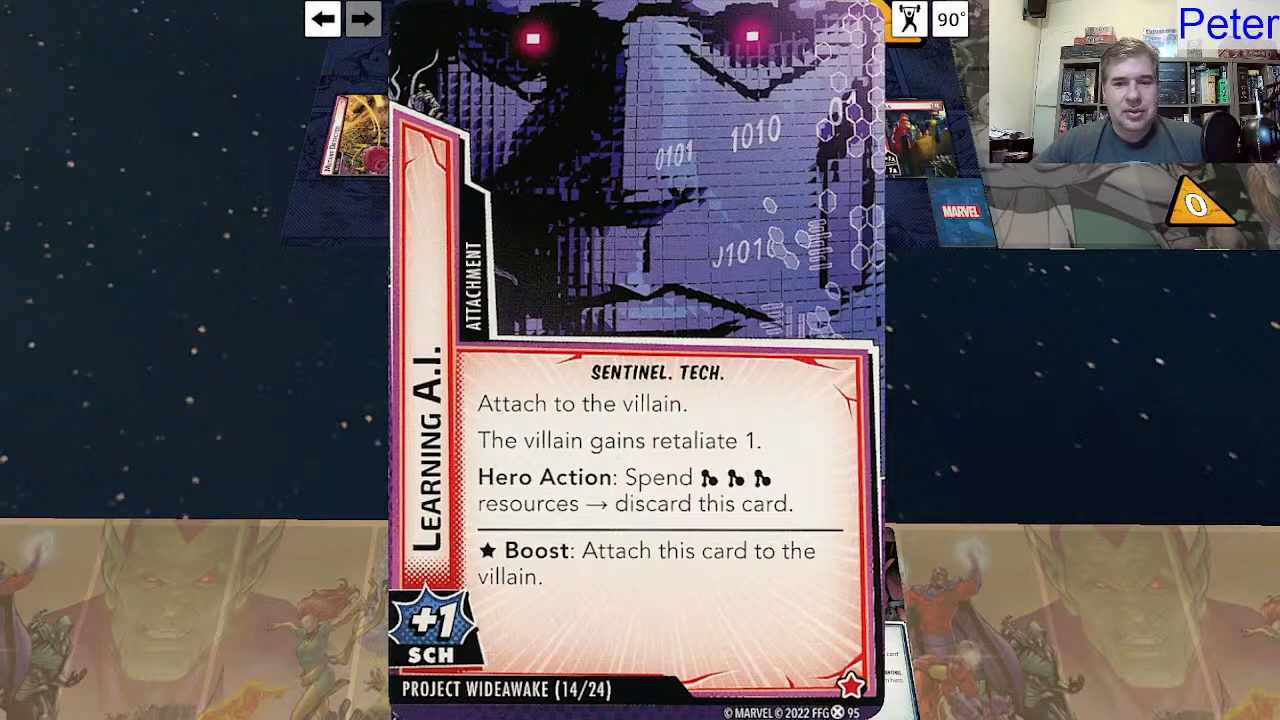 90°
Peter
0101
1010
01
J1010
MARVEL
0
ATTACHMENT
LEARNING A.I.
SENTINEL. TECH.
Attach to the villain.
The villain gains retaliate 1.
Hero Action: Spend
resources → discard this card.
★ Boost: Attach this card to the
villain.
+1
SCH
PROJECT WIDEAWAKE (14/24)
© MARVEL © 2022 FFG 95